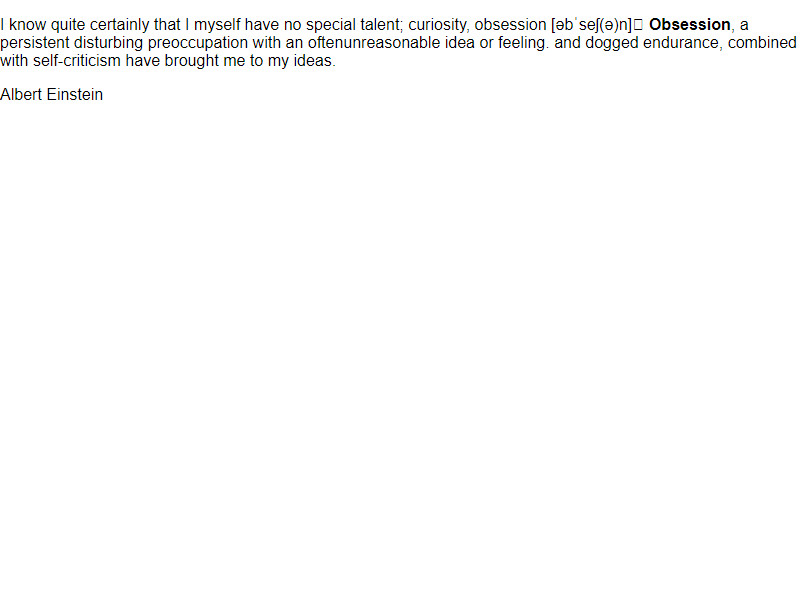 I know quite certainly that I myself have no special talent; curiosity, obsession [əbˈseʃ(ə)n]▯ Obsession, a
persistent disturbing preoccupation with an oftenunreasonable idea or feeling. and dogged endurance, combined
with self-criticism have brought me to my ideas.
Albert Einstein